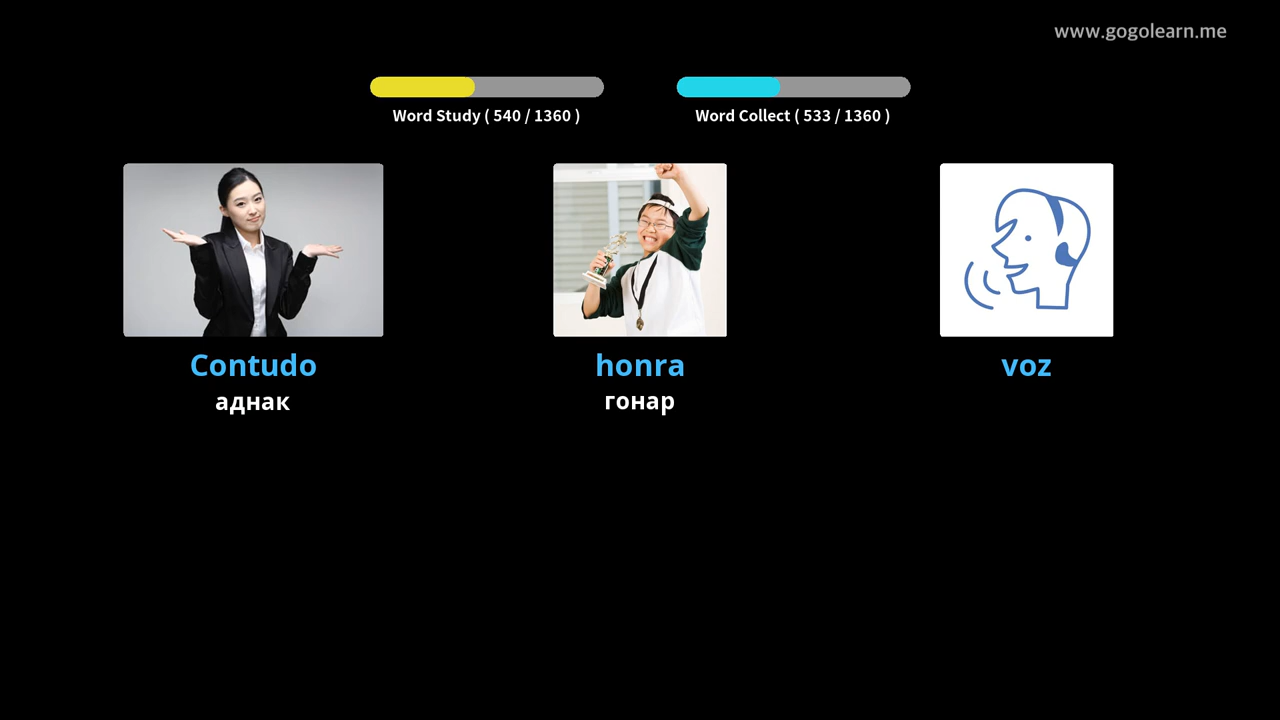 www.gogolearn.me
Word Study ( 540 / 1360 )
Word Collect ( 533 / 1360 )
Contudo
аднак
honra
гонар
voz